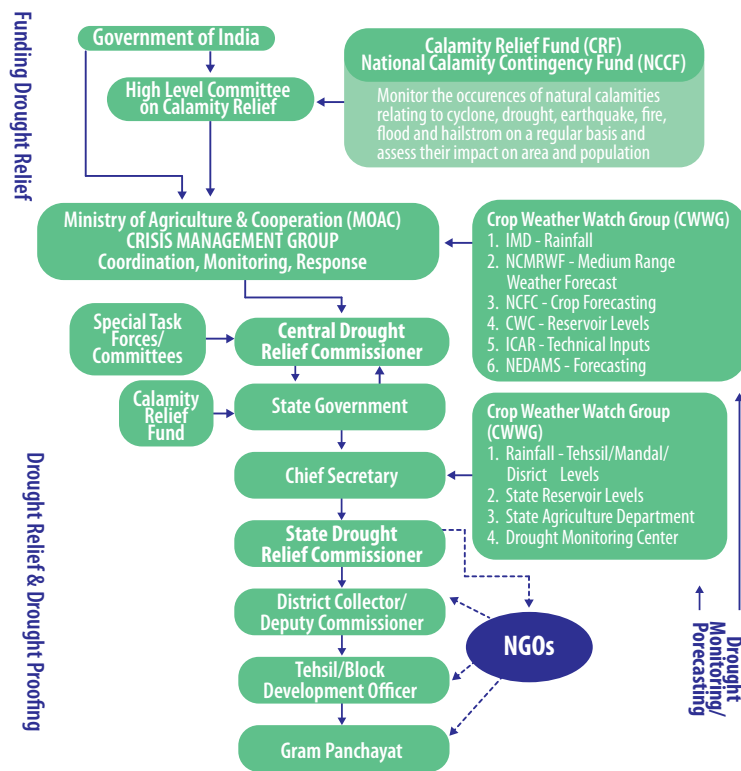 Funding Drought Relief
Government of India
High Level Committee
on Calamity Relief
Calamity Relief Fund (CRF)
National Calamity Contingency Fund (NCCF)
Monitor the occurences of natural calamities
relating to cyclone, drought, earthquake, fire,
flood and hailstrom on a regular basis and
assess their impact on area and population
Ministry of Agriculture & Cooperation (MOAC)
CRISIS MANAGEMENT GROUP
Coordination, Monitoring, Response
Crop Weather Watch Group (CWWG)
1. IMD - Rainfall
2. NCMRWF - Medium Range
Weather Forecast
3. NCFC - Crop Forecasting
4. CWC - Reservoir Levels
5. ICAR - Technical Inputs
6. NEDAMS - Forecasting
Special Task
Forces/
Committees
Central Drought
Relief Commissioner
Calamity
Relief
Fund
State Government
Crop Weather Watch Group
(CWWG)
1. Rainfall - Tehssil/Mandal/
Disrict Levels
2. State Reservoir Levels
3. State Agriculture Department
4. Drought Monitoring Center
Chief Secretary
State Drought
Relief Commissioner
Drought Relief & Drought Proofing
District Collector/
Deputy Commissioner
NGOs
Tehsil/Block
Development Officer
Gram Panchayat
Drought
Monitoring/
Porecasting